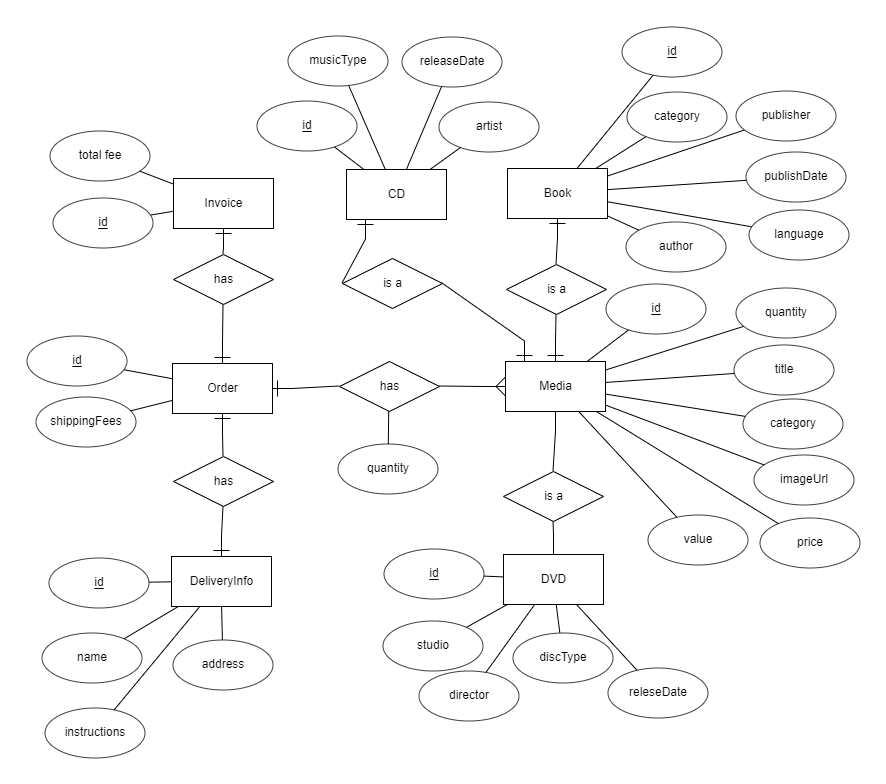 id
musicType
releaseDate
category
publisher
id
artist
total fee
publishDate
CD
Book
Invoice
id
language
author
has
is a
is a
id
quantity
id
title
Order
has
Media
shippingFees
category
quantity
imageUrl
has
is a
value
price
id
DeliveryInfo
id
DVD
studio
name
address
discType
director
releseDate
instructions